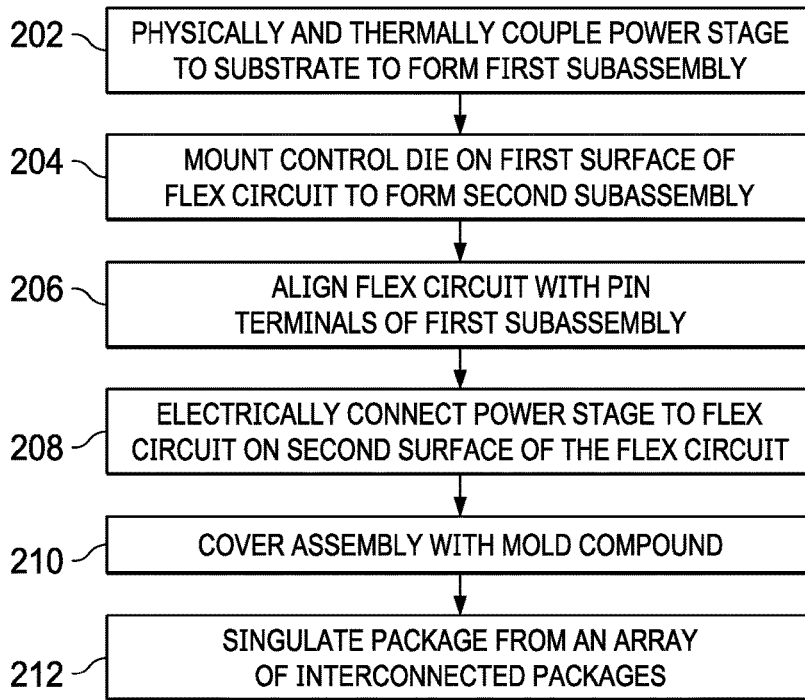 202
PHYSICALLY AND THERMALLY COUPLE POWER STAGE
TO SUBSTRATE TO FORM FIRST SUBASSEMBLY
204
MOUNT CONTROL DIE ON FIRST SURFACE OF
FLEX CIRCUIT TO FORM SECOND SUBASSEMBLY
206
ALIGN FLEX CIRCUIT WITH PIN
TERMINALS OF FIRST SUBASSEMBLY
208
ELECTRICALLY CONNECT POWER STAGE TO FLEX
CIRCUIT ON SECOND SURFACE OF THE FLEX CIRCUIT
210
COVER ASSEMBLY WITH MOLD COMPOUND
212
SINGULATE PACKAGE FROM AN ARRAY
OF INTERCONNECTED PACKAGES